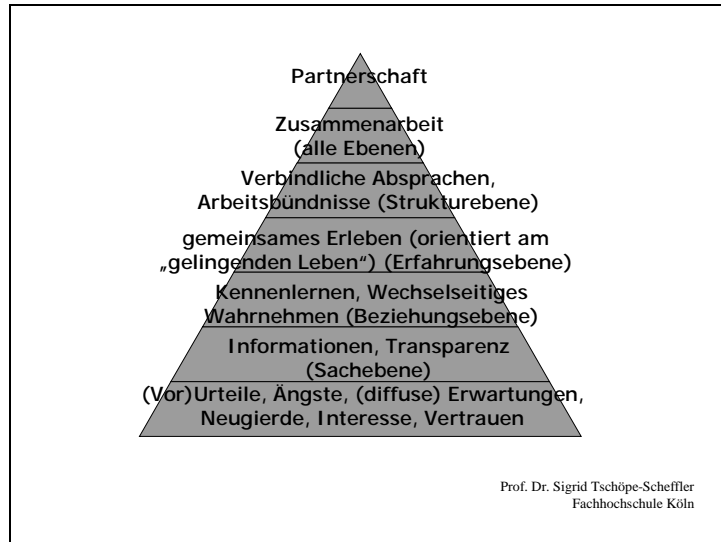 Partnerschaft
Zusammenarbeit
(alle Ebenen)
Verbindliche Absprachen,
Arbeitsbündnisse (Strukturebene)
gemeinsames Erleben (orientiert am
„gelingenden Leben“) (Erfahrungsebene)
Kennenlernen, Wechselseitiges
Wahrnehmen (Beziehungsebene)
Informationen, Transparenz
(Sachebene)
(Vor)Urteile, Ängste, (diffuse) Erwartungen,
Neugierde, Interesse, Vertrauen
Prof. Dr. Sigrid Tschöpe-Scheffler
Fachhochschule Köln